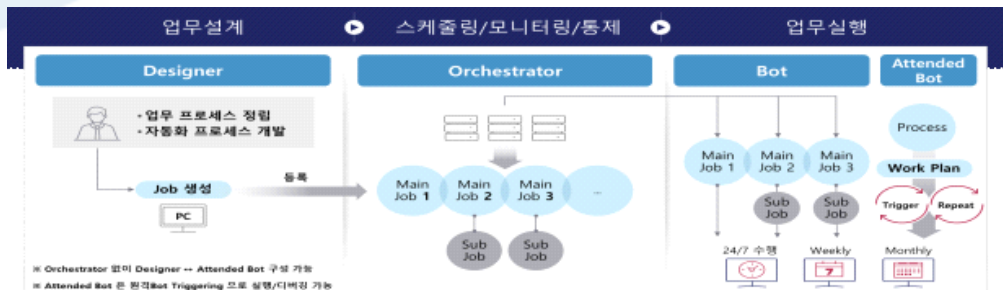 업무설계
스케줄링/모니터링/통제
업무실행
Designer
Orchestrator
Bot
Attended
Bot
· 업무 프로세스 정립
· 자동화 프로세스 개발
Job 생성
등록
PC
Main
Job 1
Main
Job 2
Main
Job 3
...
Sub
Job
Sub
Job
Main
Job 1
Main
Job 2
Main
Job 3
Sub
Job
Sub
Job
24/7 수행
Weekly
7
Process
Work Plan
Trigger
Repeat
Monthly
※ Orchestrator 없이 Designer ↔ Attended Bot 구성 가능
※ Attended Bot 은 원격Bot Triggering 으로 실행/디버깅 가능